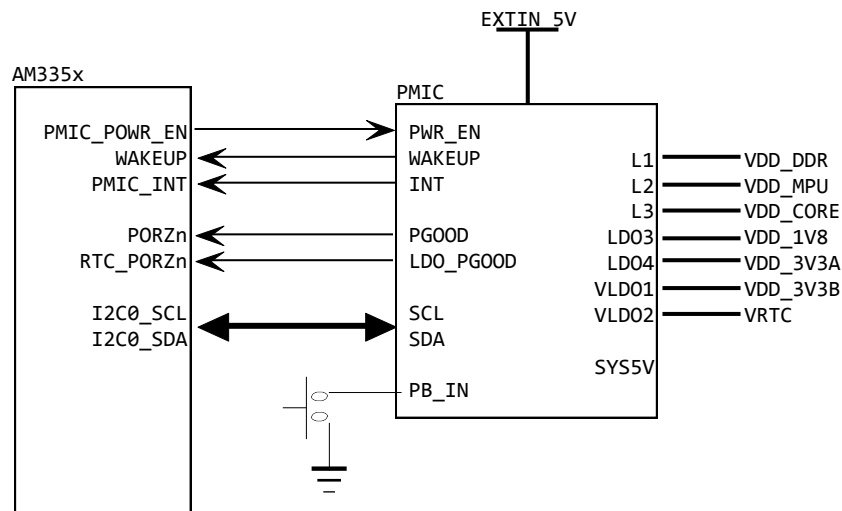 EXTIN_5V
AM335x
PMIC
PMIC_POWR_EN
WAKEUP
PMIC_INT
PORZn
RTC_PORZn
I2C0_SCL
I2C0_SDA
PWR_EN
WAKEUP
INT
PGOOD
LDO_PGOOD
SCL
SDA
PB_IN
L1
L2
L3
LDO3
LDO4
VLDO1
VLDO2
SYS5V
VDD_DDR
VDD_MPU
VDD_CORE
VDD_1V8
VDD_3V3A
VDD_3V3B
VRTC